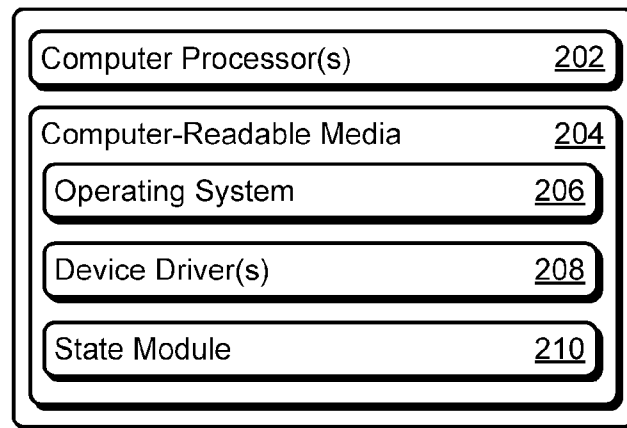 Computer Processor(s) 202
Computer-Readable Media 204
Operating System 206
Device Driver(s) 208
State Module 210